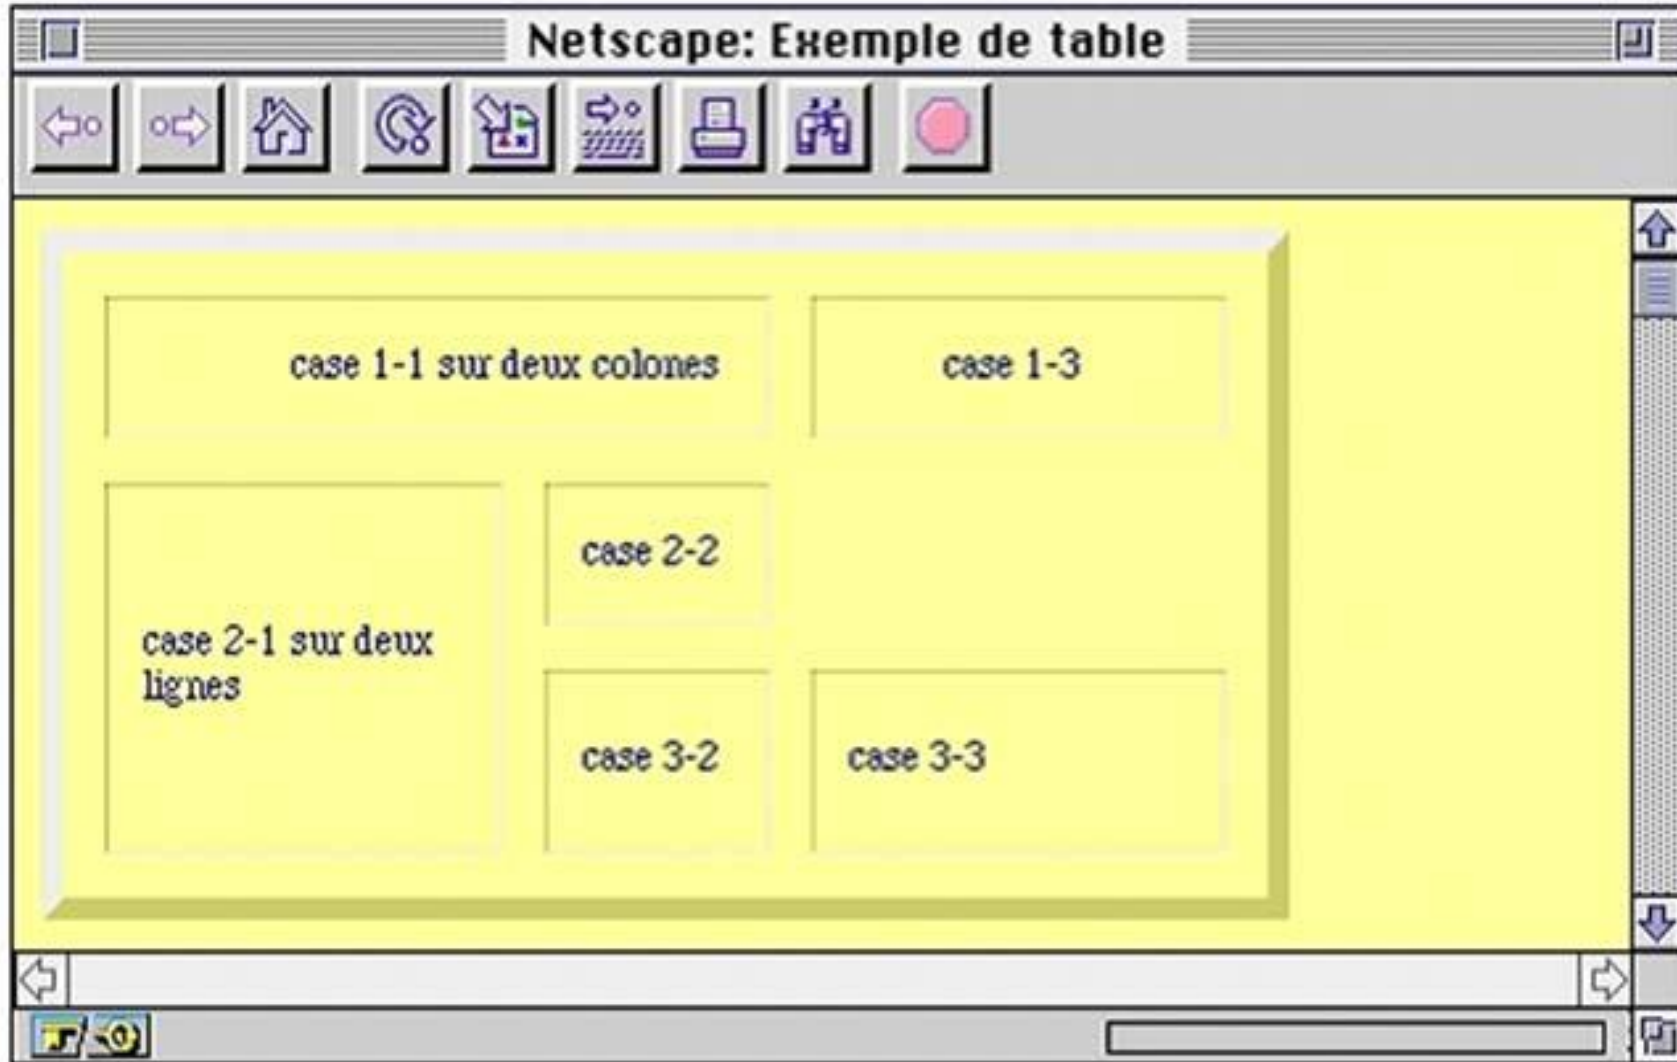 Netscape: Exemple de table
case 1-1 sur deux colones
case 1-3
case 2-1 sur deux
lignes
case 2-2
case 3-2
case 3-3